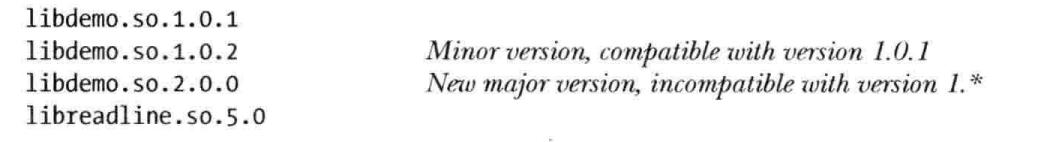 libdemo.so.1.0.1
libdemo.so.1.0.2 Minor version, compatible with version 1.0.1
libdemo.so.2.0.0 New major version, incompatible with version 1.*
libreadline.so.5.0